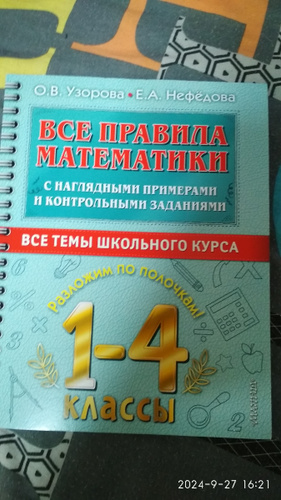 О.В. Узорова • Е.А. Нефёдова
ВСЕ ПРАВИЛА
МАТЕМАТИКИ
С НАГЛЯДНЫМИ ПРИМЕРАМИ
И КОНТРОЛЬНЫМИ ЗАДАНИЯМИ
ВСЕ ТЕМЫ ШКОЛЬНОГО КУРСА
Разложим по полочкам!
1-4
классы
2024-9-27 16:21